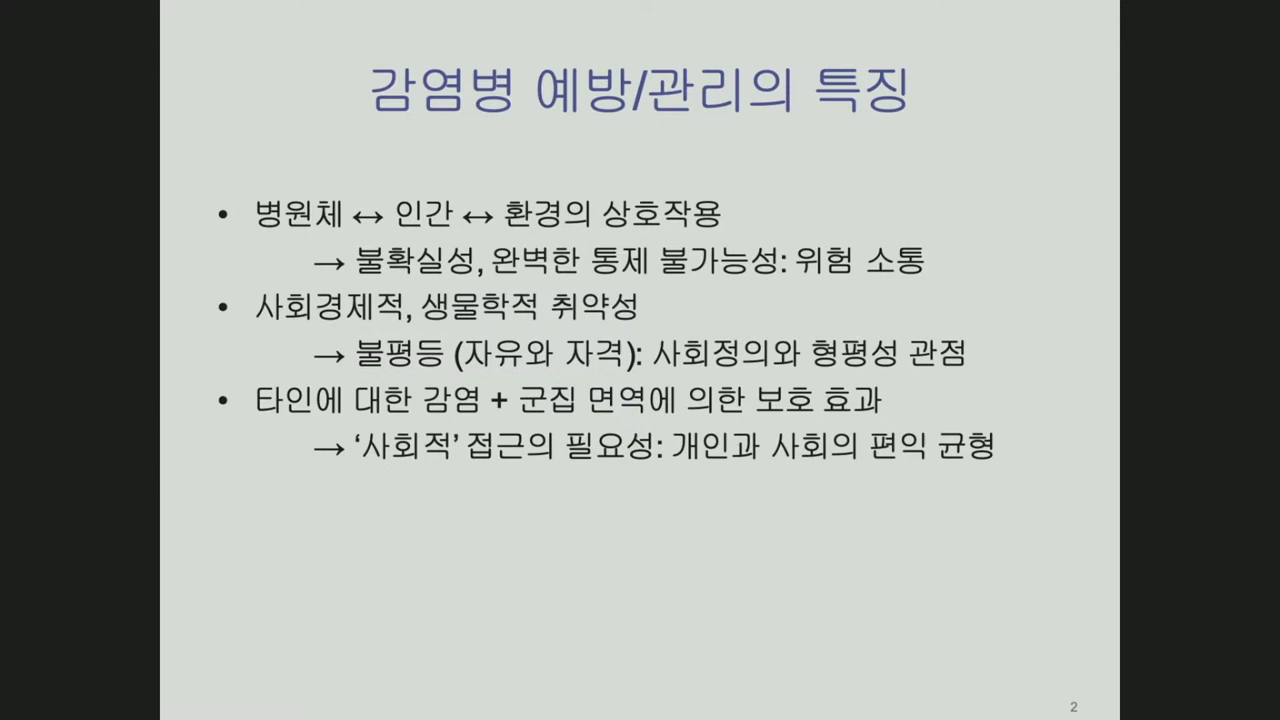 감염병 예방/관리의 특징
• 병원체 ↔ 인간 ↔ 환경의 상호작용
→ 불확실성, 완벽한 통제 불가능성: 위험 소통
• 사회경제적, 생물학적 취약성
→ 불평등 (자유와 자격): 사회정의와 형평성 관점
• 타인에 대한 감염 + 군집 면역에 의한 보호 효과
→ ‘사회적’ 접근의 필요성: 개인과 사회의 편익 균형
2